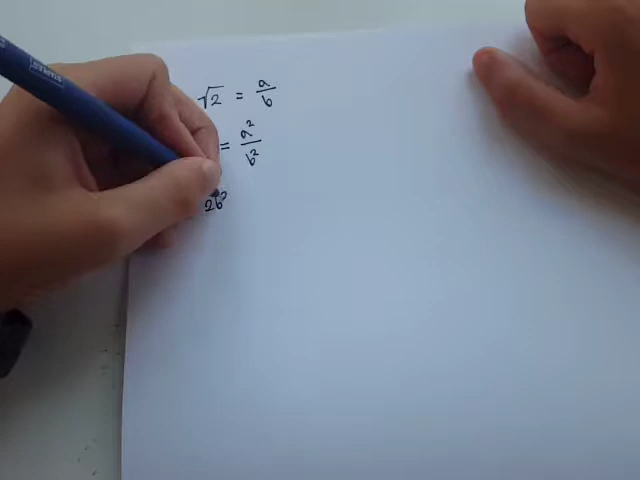 √2 = a/b
= a²/b²
2b²